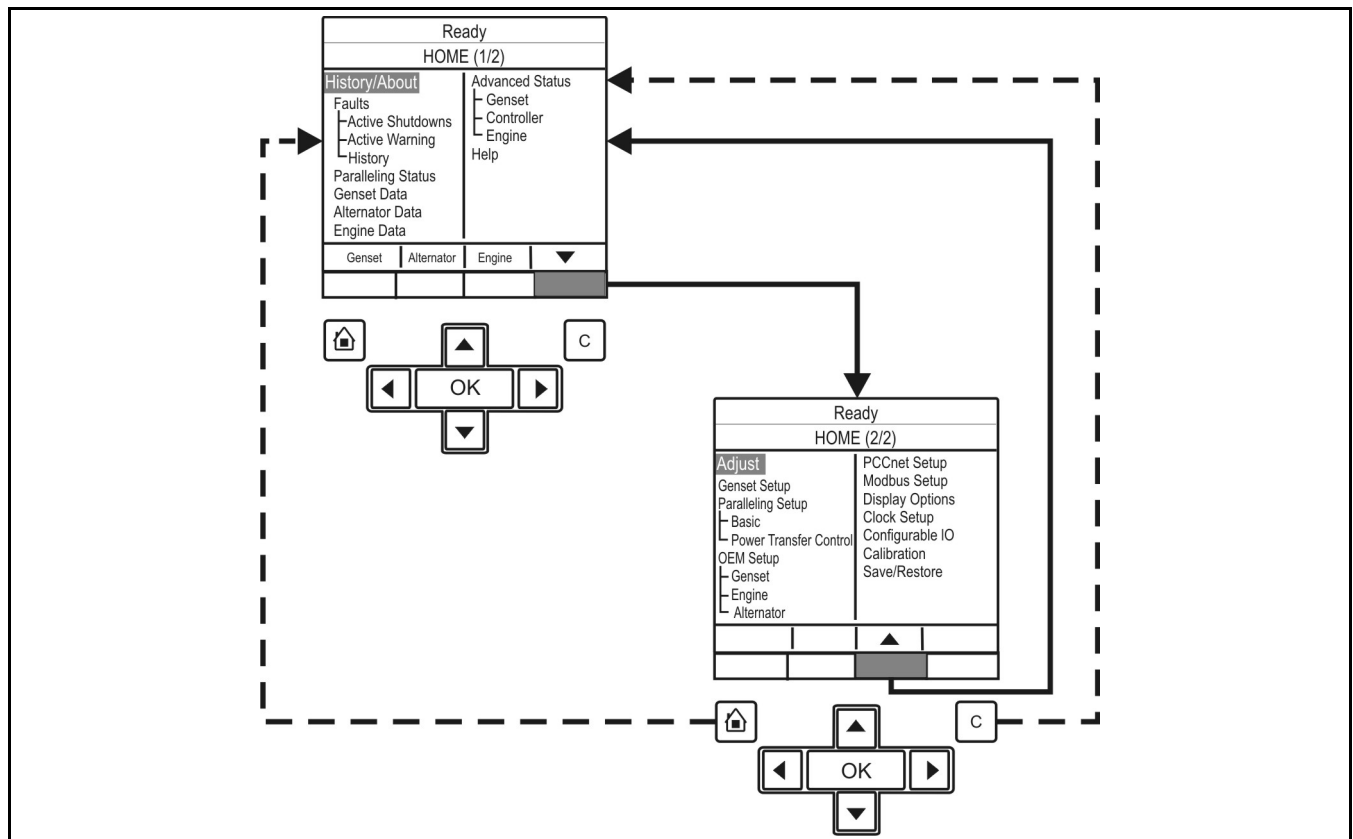 Ready
HOME (1/2)
History/About
Faults
Active Shutdowns
Active Warning
History
Paralleling Status
Genset Data
Alternator Data
Engine Data
Advanced Status
Genset
Controller
Engine
Help
Genset Alternator Engine
C
OK
Ready
HOME (2/2)
Adjust
Genset Setup
Paralleling Setup
Basic
Power Transfer Control
OEM Setup
Genset
Engine
Alternator
PCCnet Setup
Modbus Setup
Display Options
Clock Setup
Configurable IO
Calibration
Save/Restore
C
OK